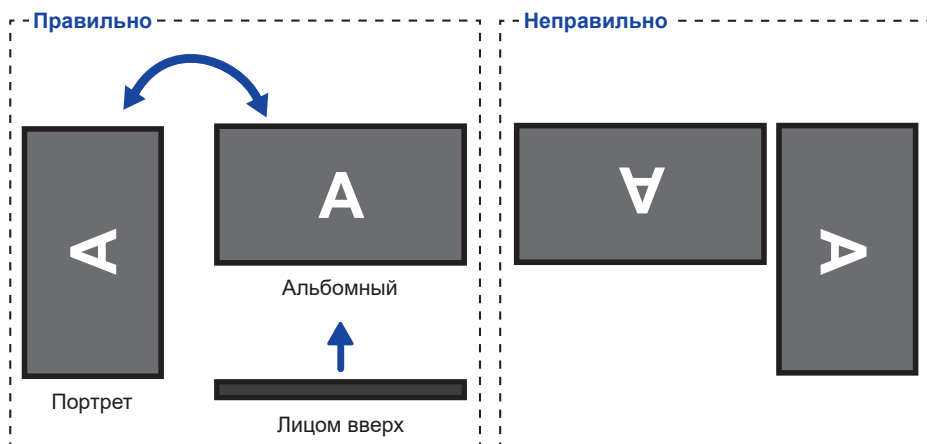 Правильно
Неправильно
A
A
Альбомный
Портрет
Лицом вверх
A
A